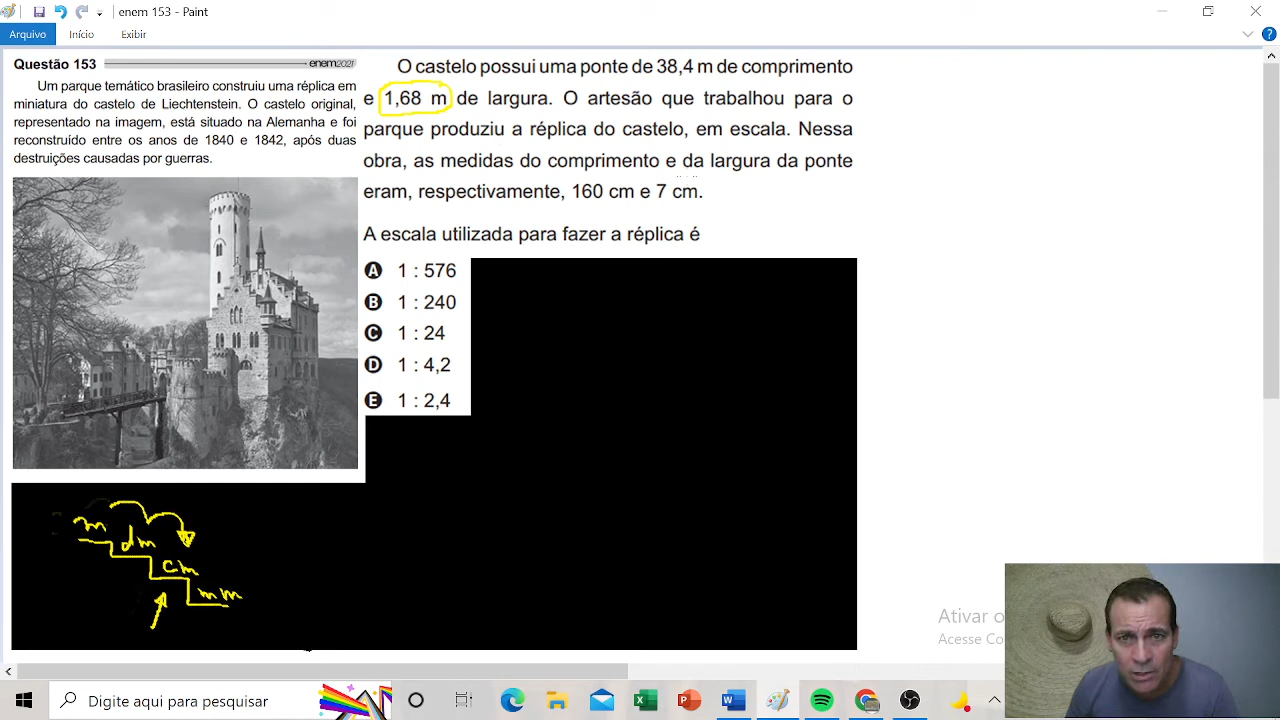 enem 153 - Paint
Arquivo
Início
Exibir
Questão 153
enem2021
Um parque temático brasileiro construiu uma réplica em
miniatura do castelo de Liechtenstein. O castelo original,
representado na imagem, está situado na Alemanha e foi
reconstruído entre os anos de 1840 e 1842, após duas
destruições causadas por guerras.
O castelo possui uma ponte de 38,4 m de comprimento
e 1,68 m de largura. O artesão que trabalhou para o
parque produziu a réplica do castelo, em escala. Nessa
obra, as medidas do comprimento e da largura da ponte
eram, respectivamente, 160 cm e 7 cm.
A escala utilizada para fazer a réplica é
A 1 : 576
B 1 : 240
C 1 : 24
D 1 : 4,2
E 1 : 2,4
m
dm
cm
mm
Ativar o
Acesse Co
Digite aqui para pesquisar